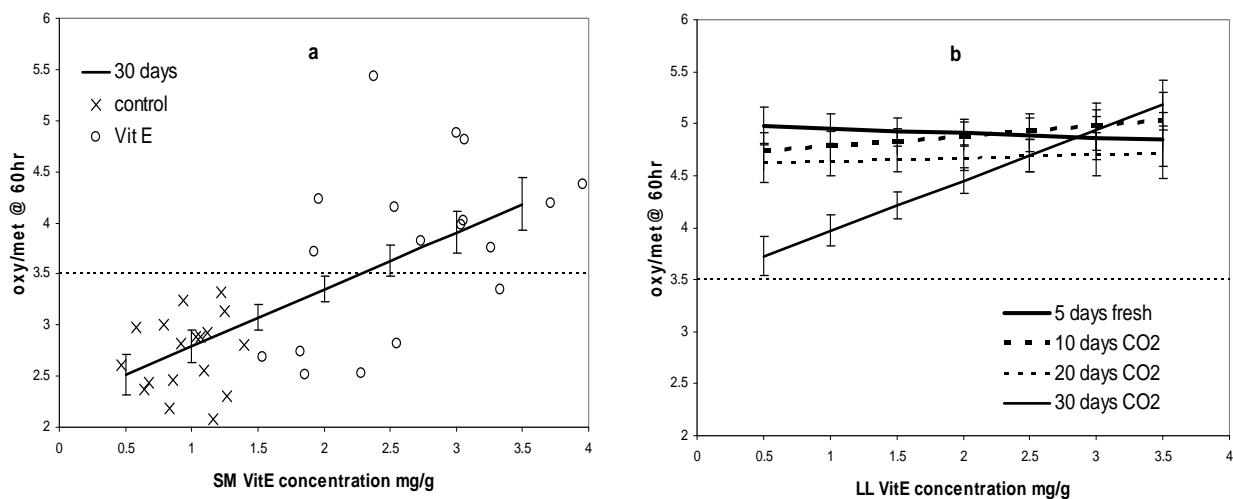 a
30 days
control
Vit E
oxy/met @ 60hr
6
5.5
5
4.5
4
3.5
3
2.5
2
0 0.5 1 1.5 2 2.5 3 3.5 4
SM VitE concentration mg/g
b
oxy/met@ 60hr
6
5.5
5
4.5
4
3.5
3
2.5
2
5 days fresh
10 days CO2
20 days CO2
30 days CO2
0 0.5 1 1.5 2 2.5 3 3.5 4
LL VitE concentration mg/g